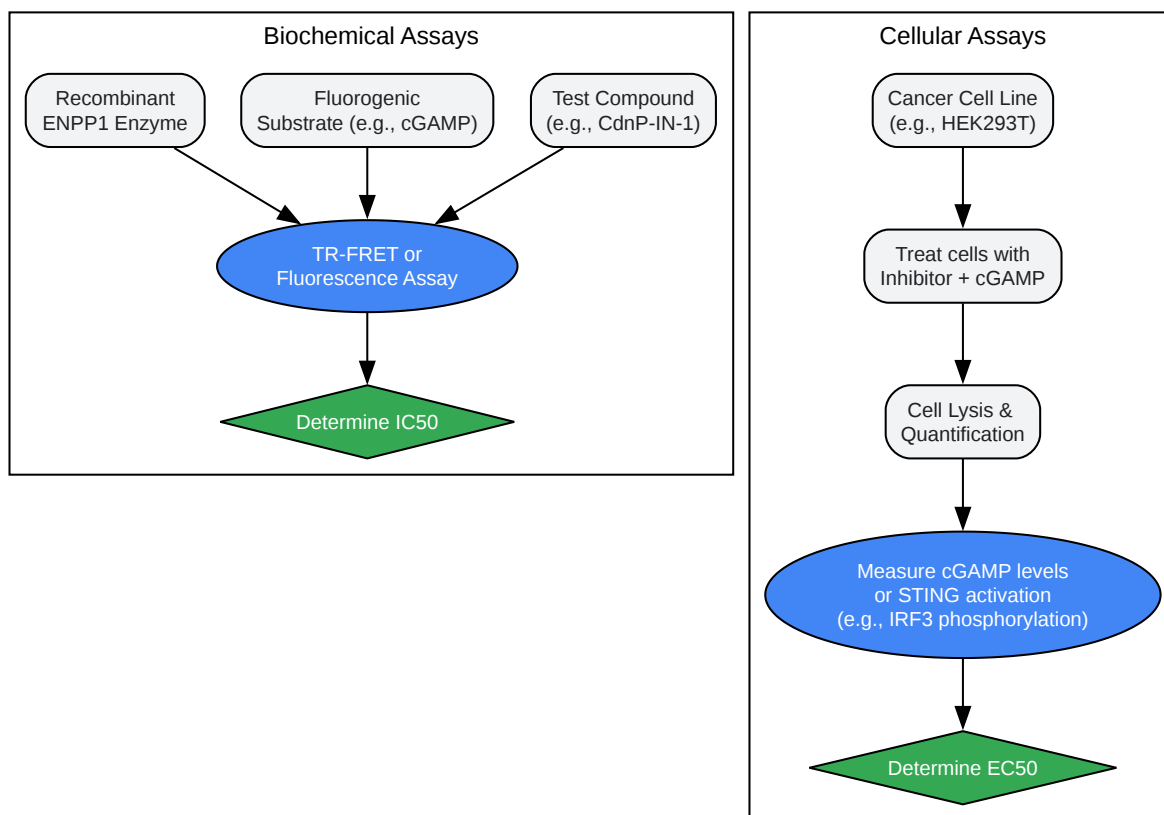 Biochemical Assays
Recombinant
ENPP1 Enzyme
Fluorogenic
Substrate (e.g., cGAMP)
Test Compound
(e.g., CdnP-IN-1)
TR-FRET or
Fluorescence Assay
Determine IC50
Cellular Assays
Cancer Cell Line
(e.g., HEK293T)
Treat cells with
Inhibitor + cGAMP
Cell Lysis &
Quantification
Measure cGAMP levels
or STING activation
(e.g., IRF3 phosphorylation)
Determine EC50